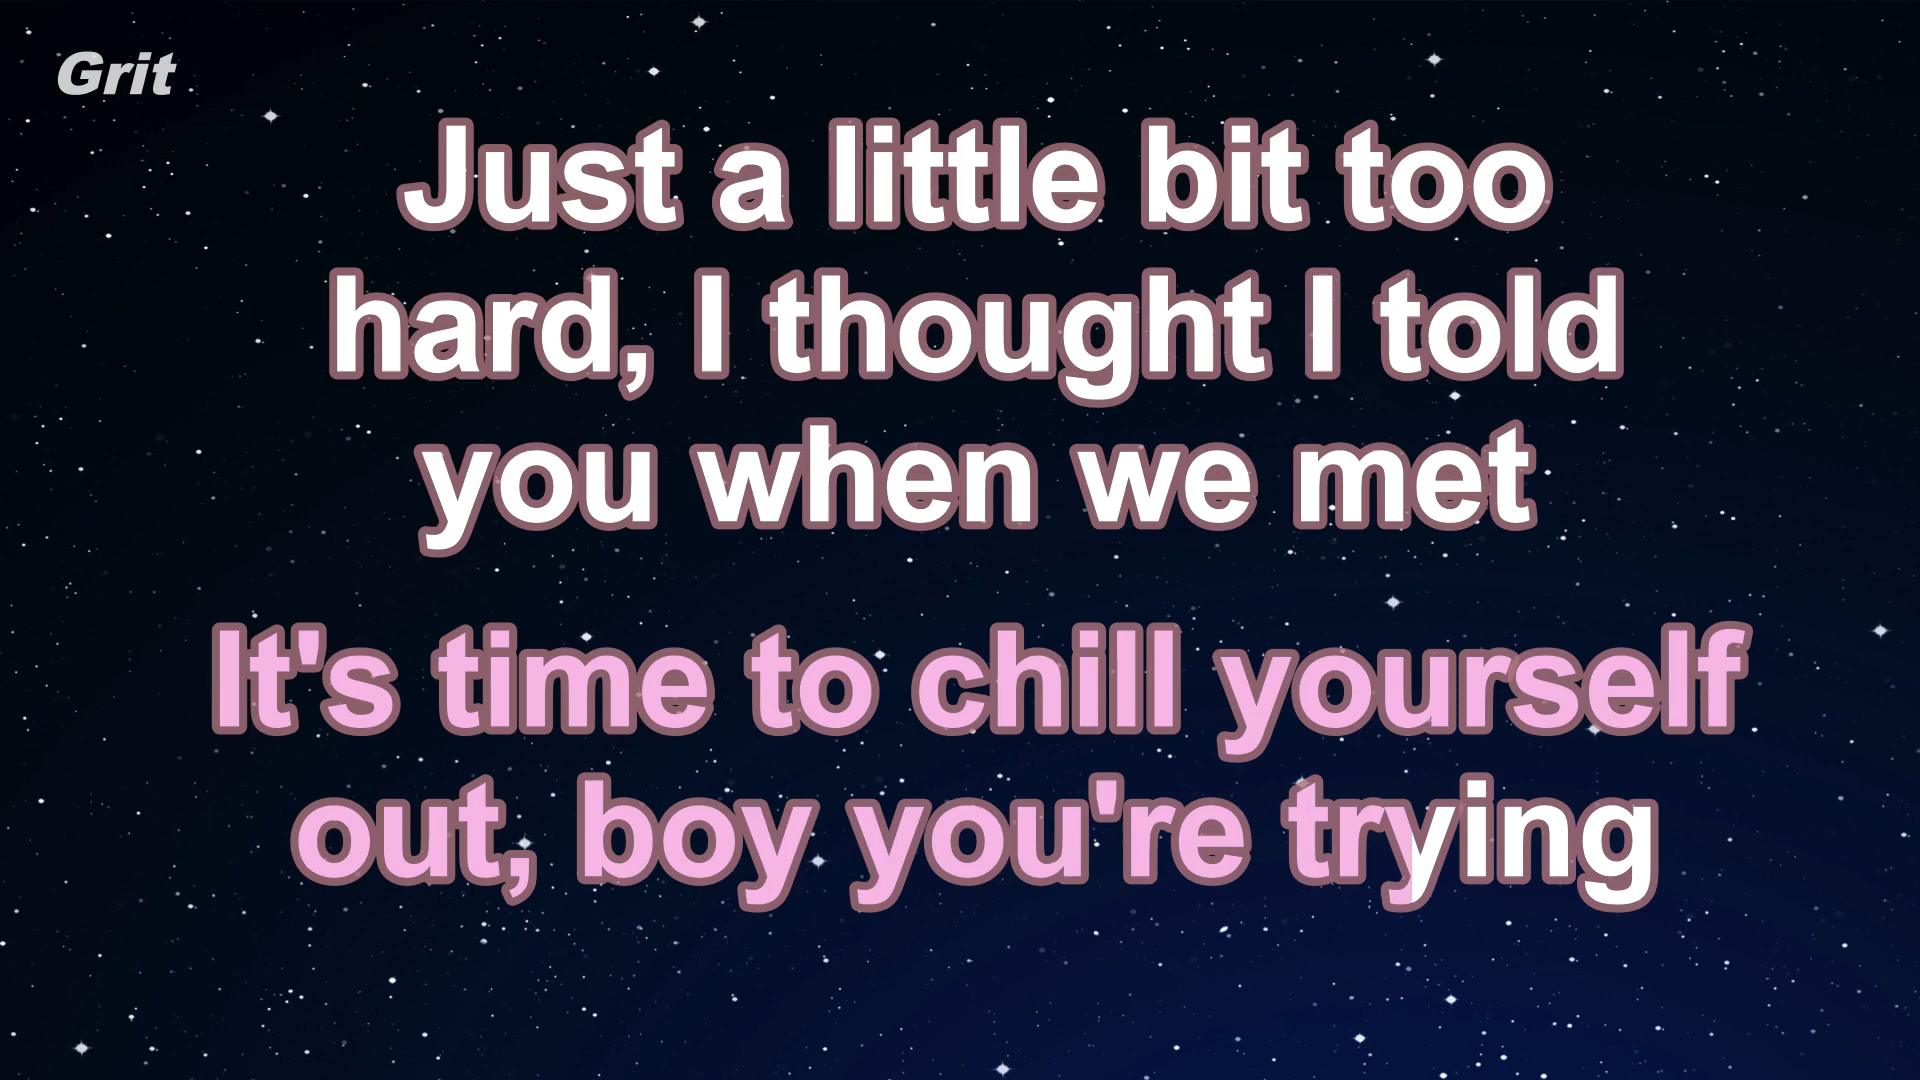 Grit
Just a little bit too
hard, I thought I told
you when we met
It's time to chill yourself
out, boy you're trying